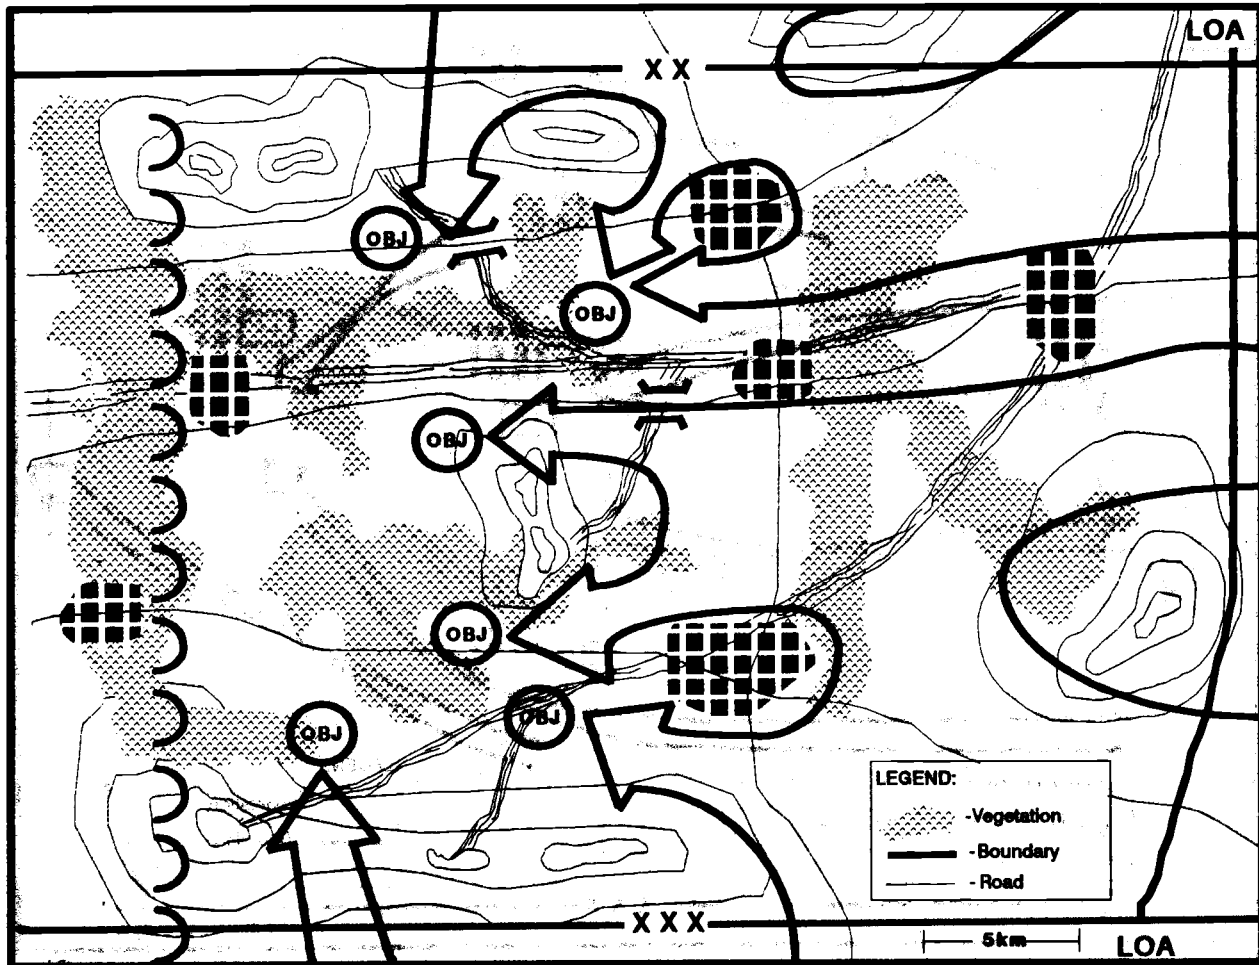 LOA
XX
OBJ
OBJ
OBJ
OBJ
OBJ
OBJ
LEGEND:
-Vegetation
-Boundary
- Road
XXX
5km
LOA